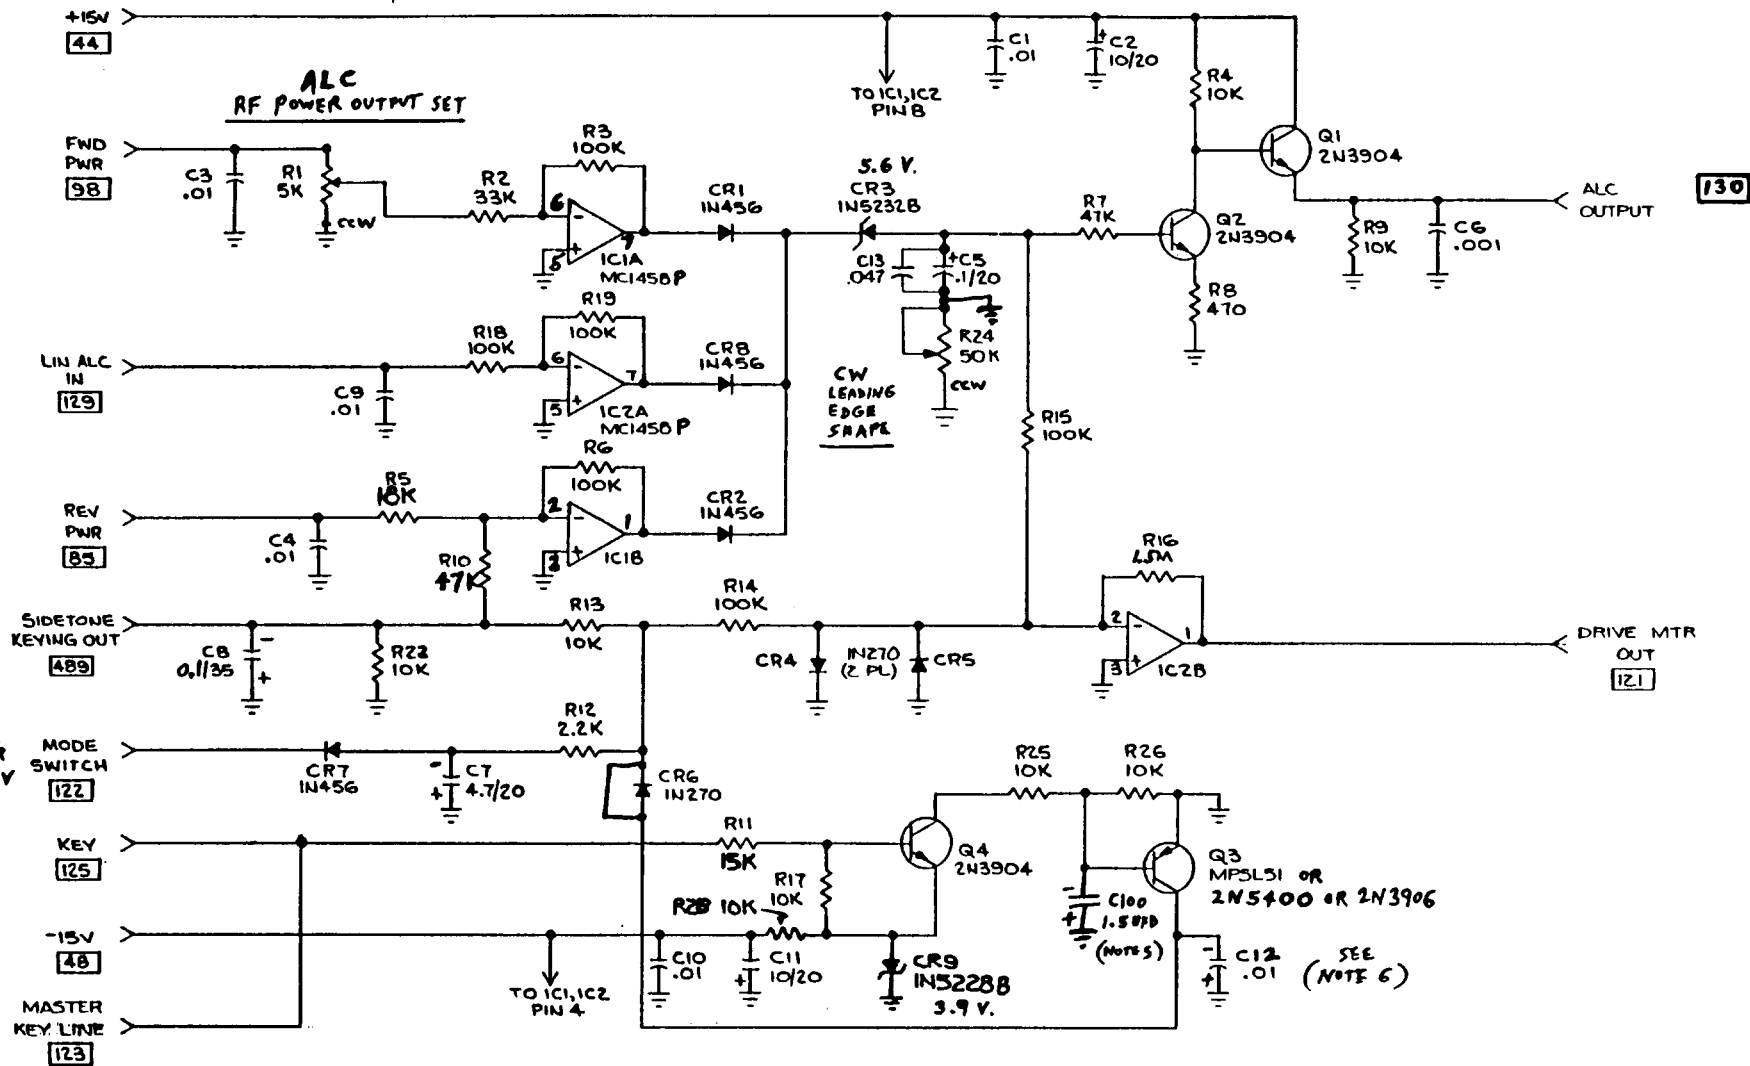 +15V
44
ALC
RF POWER OUTPUT SET
TO IC1,IC2
PIN 8
C1
.01
+
C2
10/20
R4
10K
Q1
2N3904
FWD
PWR
98
C3
.01
R1
5K
CCW
R2
33K
R3
100K
6
-
5
+
7
IC1A
MC1458P
CR1
1N456
5.6 V.
CR3
1N5232B
R7
47K
Q2
2N3904
R8
470
R9
10K
C6
.001
ALC
OUTPUT
130
C13
.047
+
C5
.1/20
R24
50K
CCW
CW
LEADING
EDGE
SHAPE
LIN ALC
IN
129
C9
.01
R18
100K
R19
100K
6
-
5
+
7
IC2A
MC1458P
CR8
1N456
R15
100K
REV
PWR
85
C4
.01
R5
18K
R10
47K
R6
100K
2
-
3
+
1
IC1B
CR2
1N456
SIDETONE
KEYING OUT
489
C8
0.1/35
-
+
R22
10K
R13
10K
R14
100K
CR4
1N270
(2 PL)
CR5
R16
1.5M
2
-
3
+
1
IC2B
DRIVE MTR
OUT
121
R
V
MODE
SWITCH
122
CR7
1N456
-
+
C7
4.7/20
R12
2.2K
CR6
1N270
KEY
125
R11
15K
R17
10K
Q4
2N3904
R25
10K
R26
10K
Q3
MPSL51 OR
2N5400 OR 2N3906
-
+
C100
1.5
(NOTE 5)
-15V
48
TO IC1,IC2
PIN 4
C10
.01
+
C11
10/20
R28 10K
CR9
1N5228B
3.9 V.
-
+
C12
.01
SEE
(NOTE 6)
MASTER
KEY LINE
123